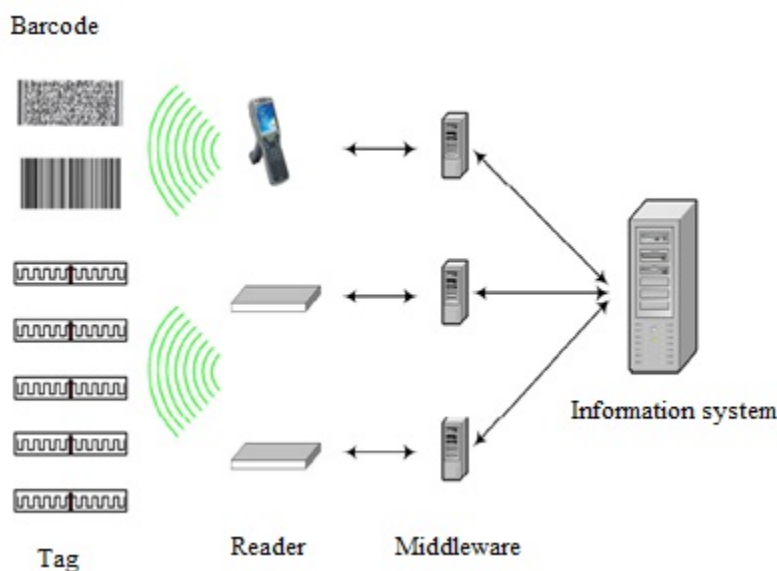 Barcode
Information system
Tag
Reader
Middleware